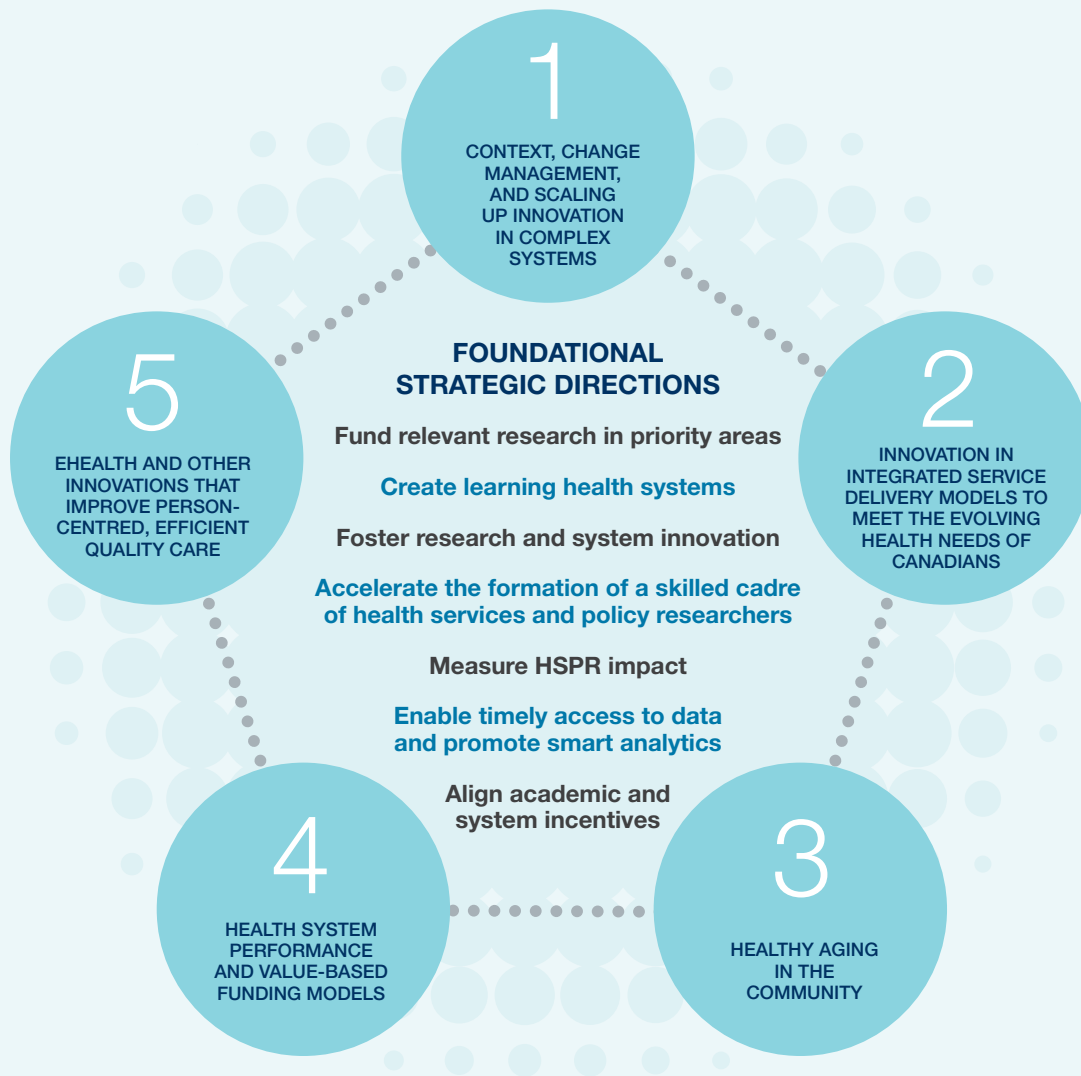 1
CONTEXT, CHANGE
MANAGEMENT,
AND SCALING
UP INNOVATION
IN COMPLEX
SYSTEMS
2
INNOVATION IN
INTEGRATED SERVICE
DELIVERY MODELS TO
MEET THE EVOLVING
HEALTH NEEDS OF
CANADIANS
3
HEALTHY AGING
IN THE
COMMUNITY
4
HEALTH SYSTEM
PERFORMANCE
AND VALUE-BASED
FUNDING MODELS
5
EHEALTH AND OTHER
INNOVATIONS THAT
IMPROVE PERSON-
CENTRED, EFFICIENT
QUALITY CARE
FOUNDATIONAL
STRATEGIC DIRECTIONS
Fund relevant research in priority areas
Create learning health systems
Foster research and system innovation
Accelerate the formation of a skilled cadre
of health services and policy researchers
Measure HSPR impact
Enable timely access to data
and promote smart analytics
Align academic and
system incentives